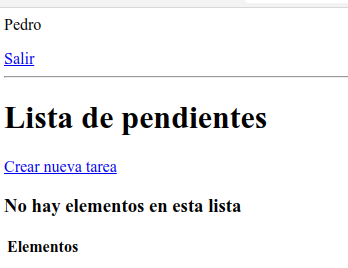 Pedro
Salir
Lista de pendientes
Crear nueva tarea
No hay elementos en esta lista
Elementos